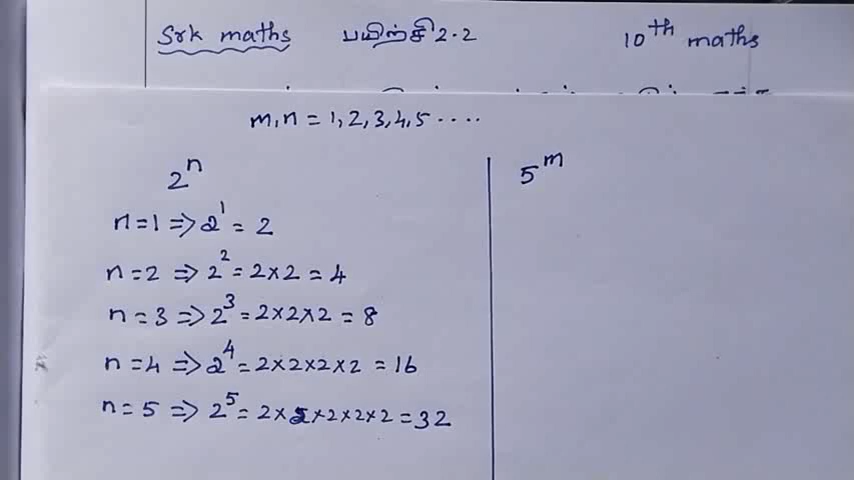 Srk maths பயிற்சி 2.2 10th maths
m,n = 1,2,3,4,5 ....
2^n
n=1 => 2^1 = 2
n=2 => 2^2 = 2×2 = 4
n=3 => 2^3 = 2×2×2 = 8
n=4 => 2^4 = 2×2×2×2 = 16
n=5 => 2^5 = 2×2×2×2×2 = 32
5^m